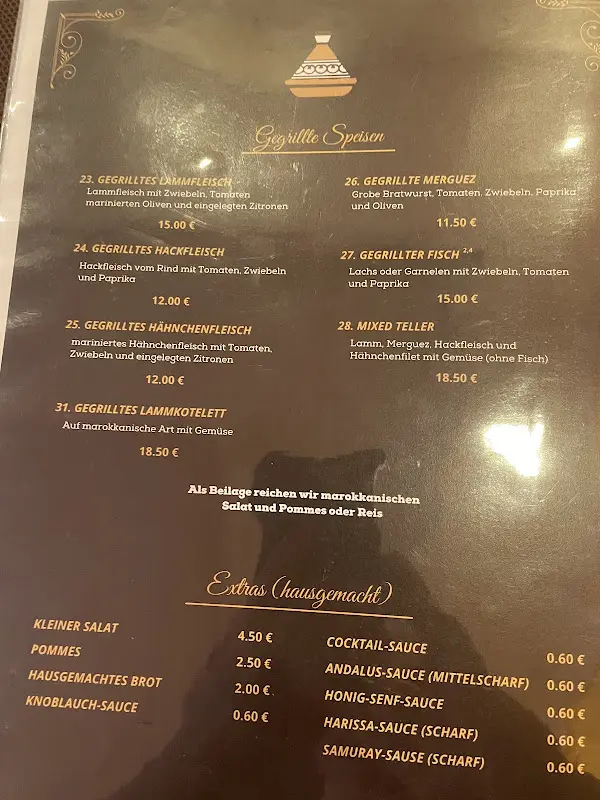 Gegrillte Speisen
23. GEGRILLTES LAMMFLEISCH
Lammfleisch mit Zwiebeln, Tomaten
marinierten Oliven und eingelegten Zitronen
15.00 €
24. GEGRILLTES HACKFLEISCH
Hackfleisch vom Rind mit Tomaten, Zwiebeln
und Paprika
12.00 €
25. GEGRILLTES HÄHNCHENFLEISCH
mariniertes Hähnchenfleisch mit Tomaten,
Zwiebeln und eingelegten Zitronen
12.00 €
31. GEGRILLTES LAMMKOTELETT
Auf marokkanische Art mit Gemüse
18.50 €
26. GEGRILLTE MERGUEZ
Grobe Bratwurst, Tomaten, Zwiebeln, Paprika
und Oliven
11.50 €
27. GEGRILLTER FISCH 2,4
Lachs oder Garnelen mit Zwiebeln, Tomaten
und Paprika
15.00 €
28. MIXED TELLER
Lamm, Merguez, Hackfleisch und
Hähnchenfilet mit Gemüse (ohne Fisch)
18.50 €
Als Beilage reichen wir marokkanischen
Salat und Pommes oder Reis
Extras (hausgemacht)
KLEINER SALAT 4.50 €
POMMES 2.50 €
HAUSGEMACHTES BROT 2.00 €
KNOBLAUCH-SAUCE 0.60 €
COCKTAIL-SAUCE 0.60 €
ANDALUS-SAUCE (MITTELSCHARF) 0.60 €
HONIG-SENF-SAUCE 0.60 €
HARISSA-SAUCE (SCHARF) 0.60 €
SAMURAY-SAUSE (SCHARF) 0.60 €